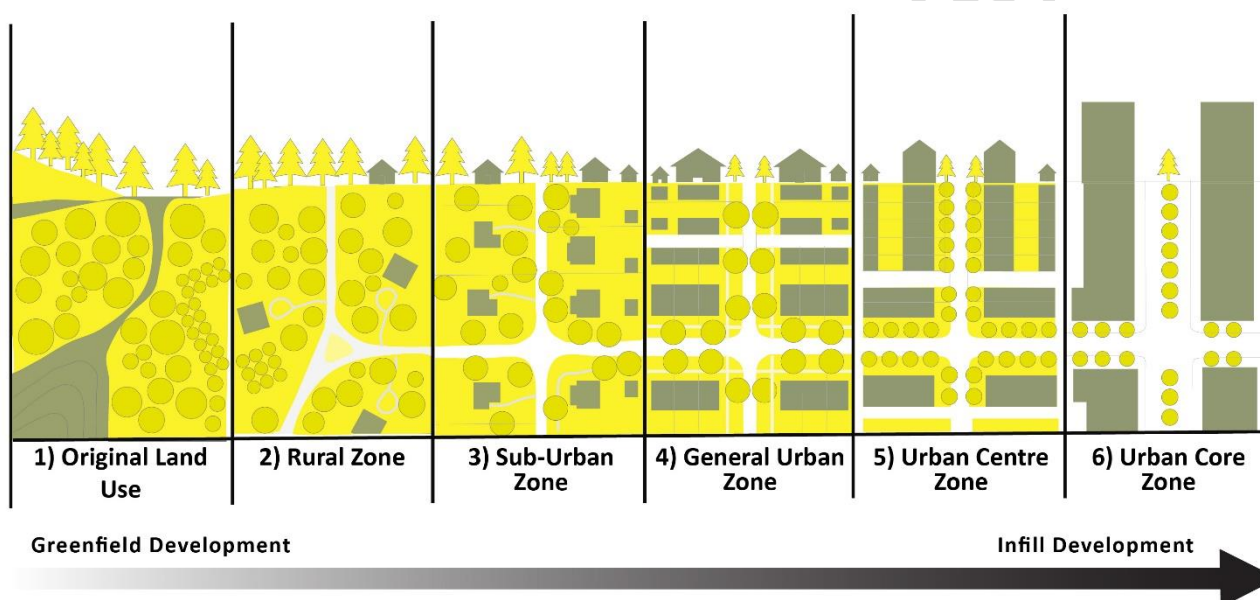 1) Original Land
Use
2) Rural Zone
3) Sub-Urban
Zone
4) General Urban
Zone
5) Urban Centre
Zone
6) Urban Core
Zone
Greenfield Development
Infill Development